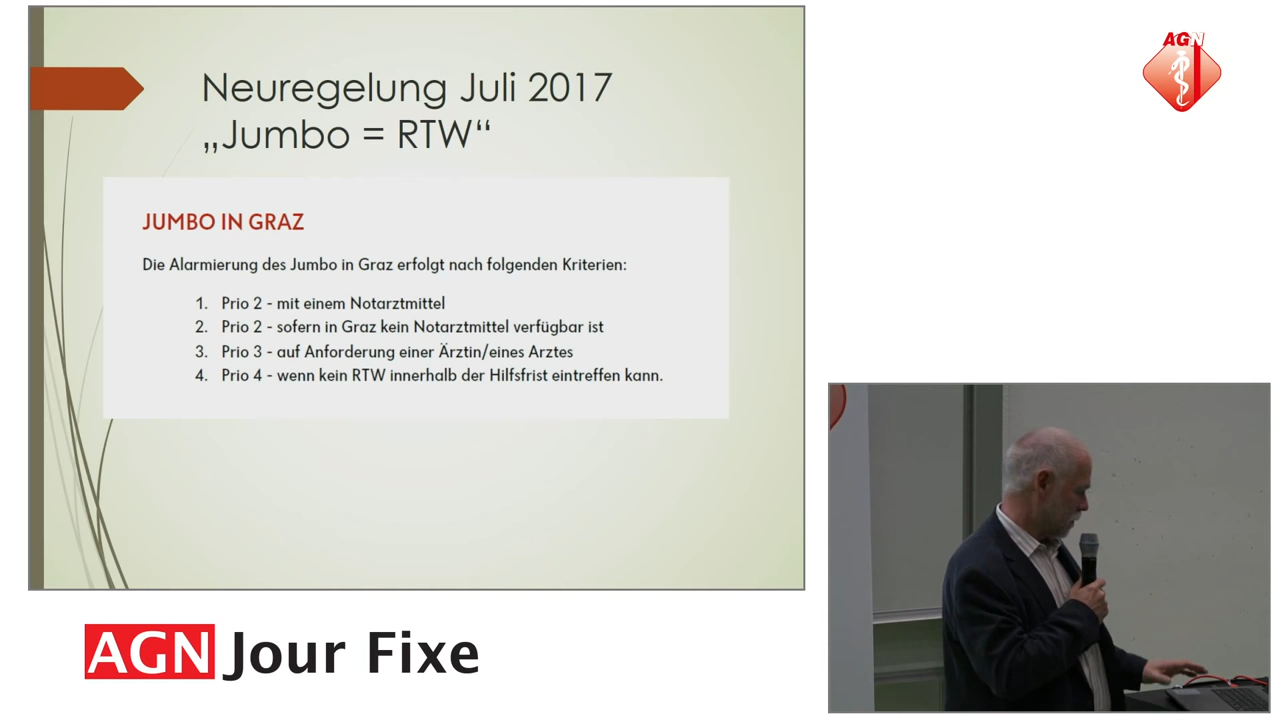 Neuregelung Juli 2017
„Jumbo = RTW“
JUMBO IN GRAZ
Die Alarmierung des Jumbo in Graz erfolgt nach folgenden Kriterien:
1. Prio 2 - mit einem Notarztmittel
2. Prio 2 - sofern in Graz kein Notarztmittel verfügbar ist
3. Prio 3 - auf Anforderung einer Ärztin/eines Arztes
4. Prio 4 - wenn kein RTW innerhalb der Hilfsfrist eintreffen kann.
AGN
AGN Jour Fixe